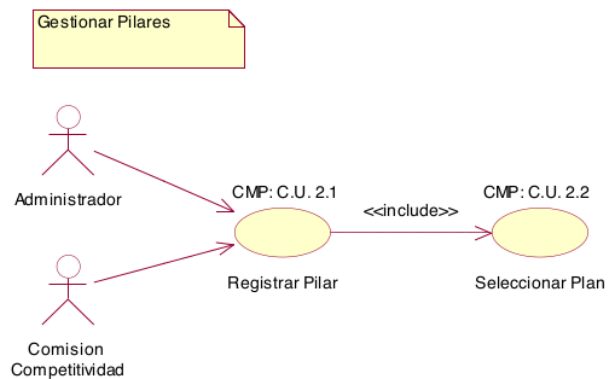 Gestionar Pilares
Administrador
CMP: C.U. 2.1
<<include>>
CMP: C.U. 2.2
Registrar Pilar
Seleccionar Plan
Comision
Competitividad